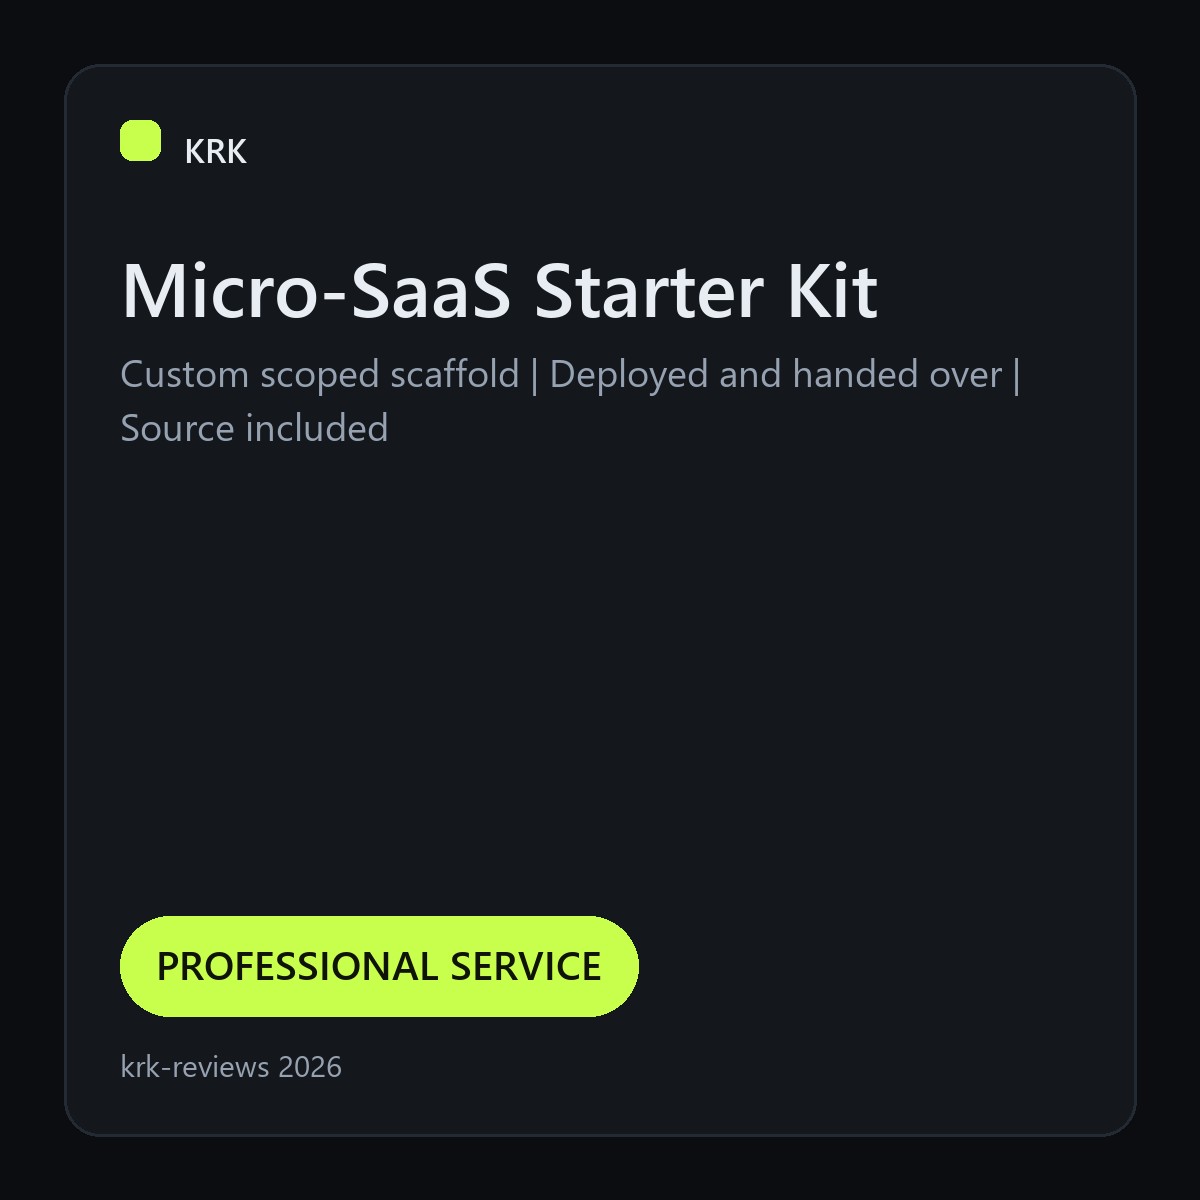 KRK
Micro-SaaS Starter Kit
Custom scoped scaffold | Deployed and handed over |
Source included
PROFESSIONAL SERVICE
krk-reviews 2026